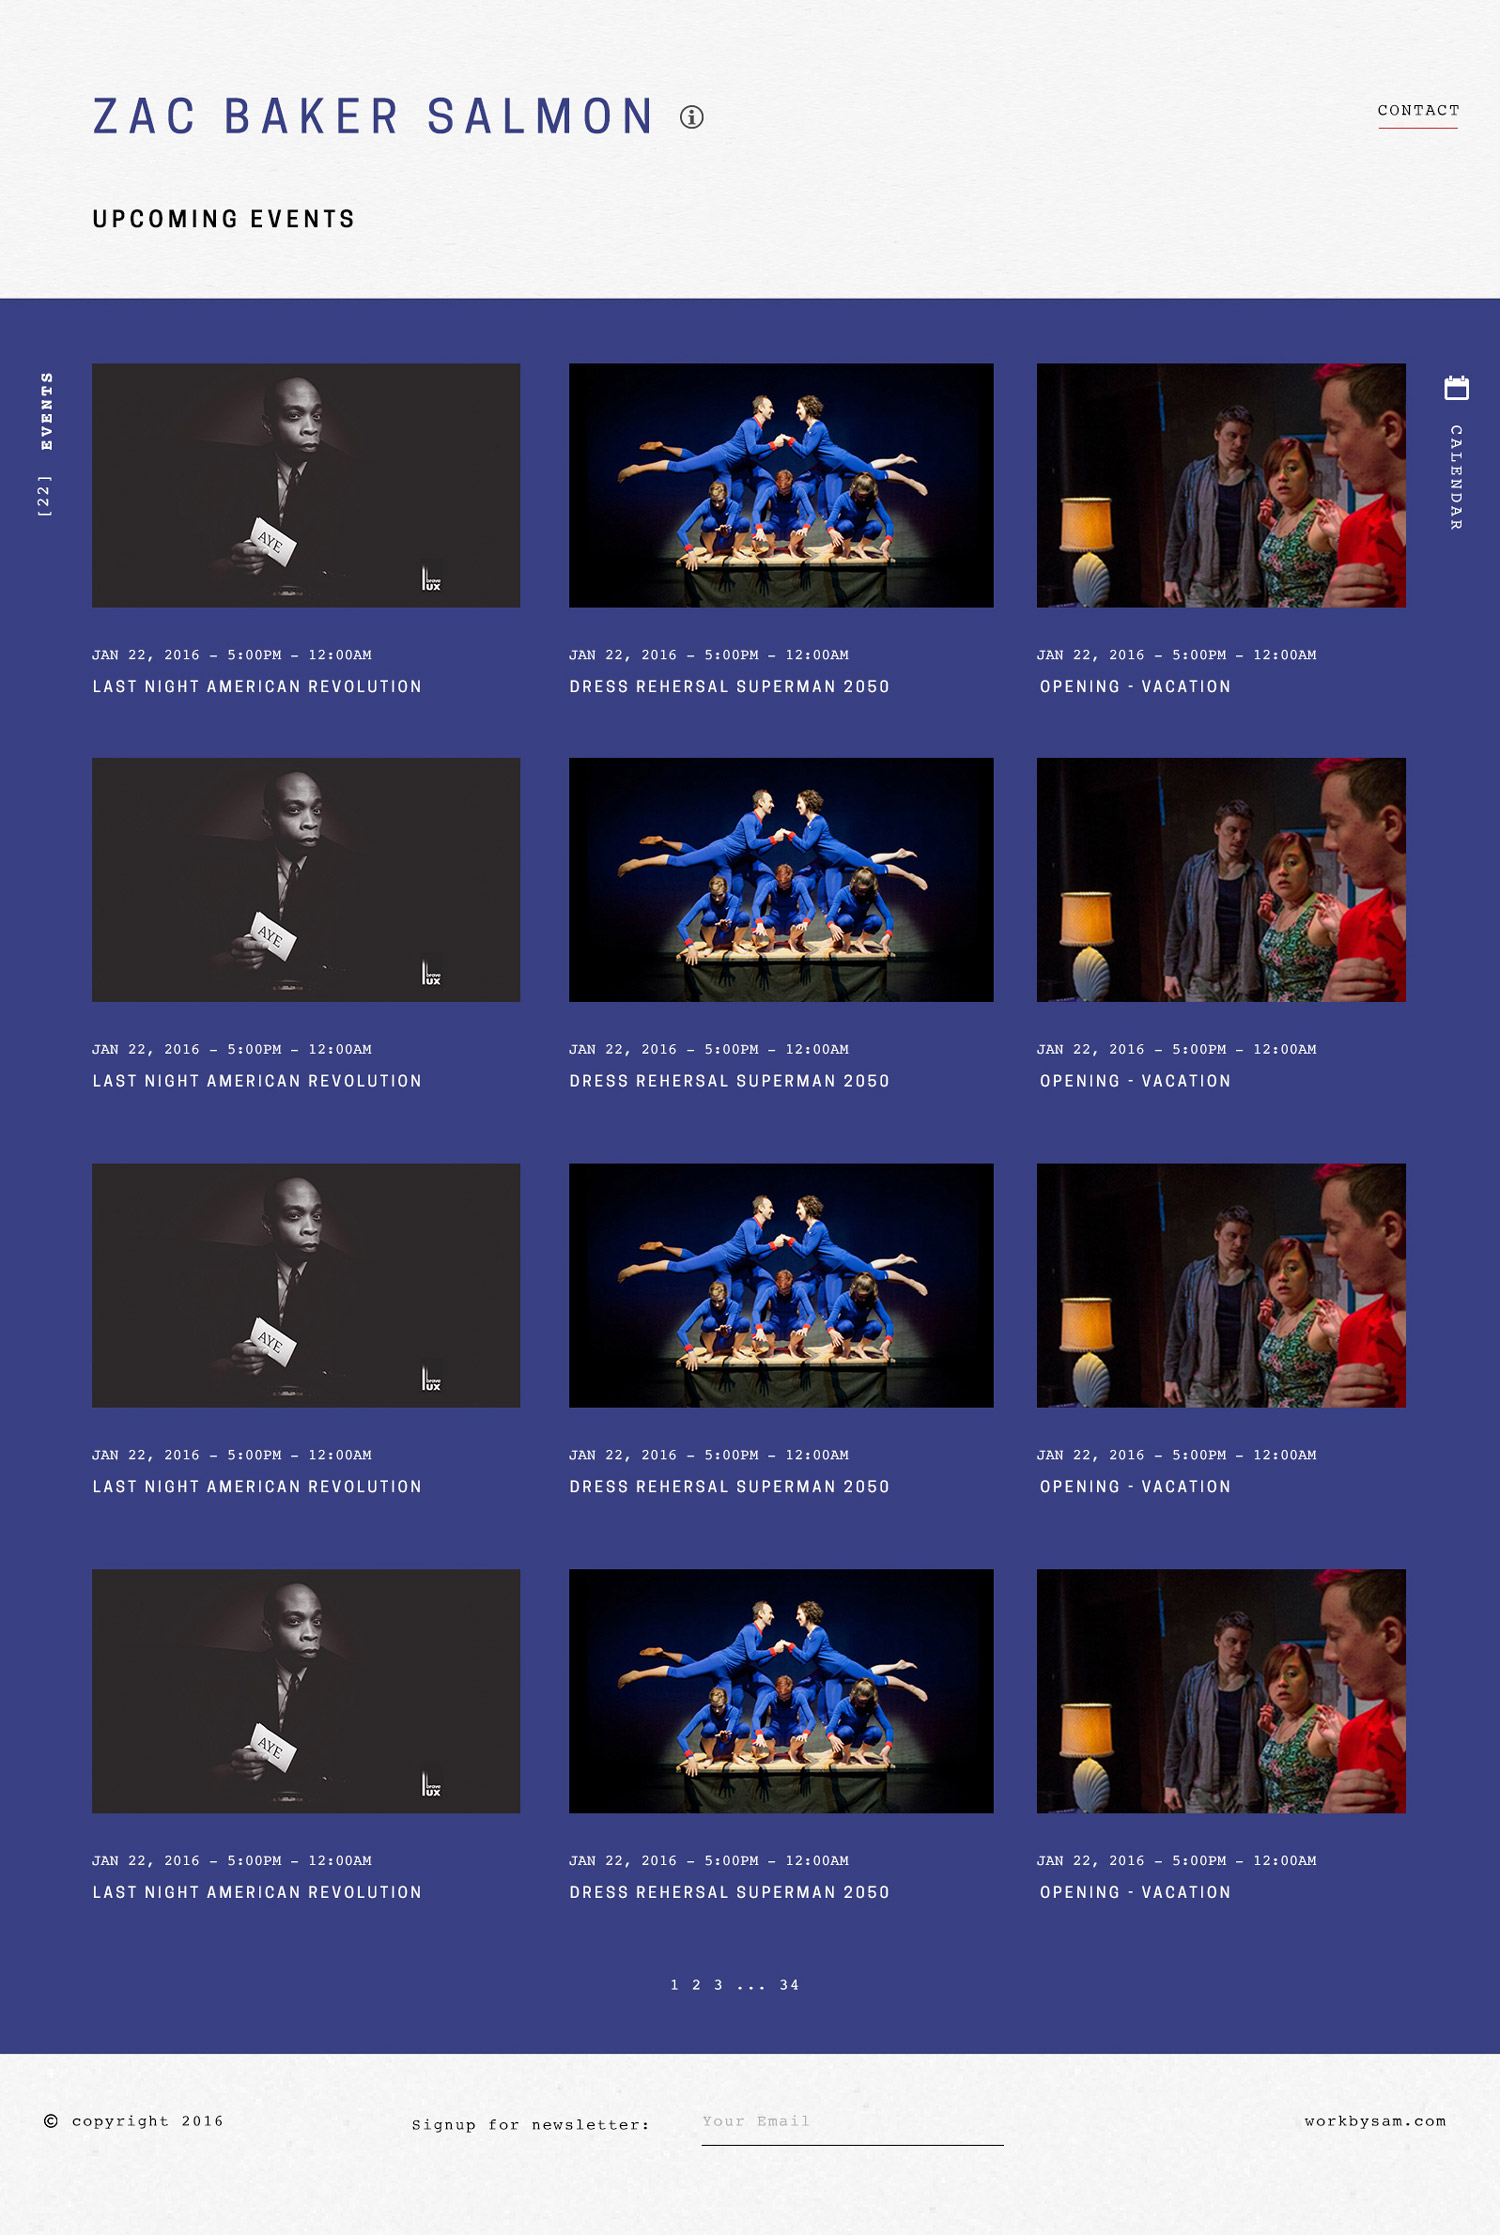 ZAC BAKER SALMON
CONTACT
UPCOMING EVENTS
[22] EVENTS
CALENDAR
AYE
brave
lux
JAN 22, 2016 – 5:00PM – 12:00AM
LAST NIGHT AMERICAN REVOLUTION
JAN 22, 2016 – 5:00PM – 12:00AM
DRESS REHERSAL SUPERMAN 2050
JAN 22, 2016 – 5:00PM – 12:00AM
OPENING - VACATION
AYE
brave
lux
JAN 22, 2016 – 5:00PM – 12:00AM
LAST NIGHT AMERICAN REVOLUTION
JAN 22, 2016 – 5:00PM – 12:00AM
DRESS REHERSAL SUPERMAN 2050
JAN 22, 2016 – 5:00PM – 12:00AM
OPENING - VACATION
AYE
brave
lux
JAN 22, 2016 – 5:00PM – 12:00AM
LAST NIGHT AMERICAN REVOLUTION
JAN 22, 2016 – 5:00PM – 12:00AM
DRESS REHERSAL SUPERMAN 2050
JAN 22, 2016 – 5:00PM – 12:00AM
OPENING - VACATION
AYE
brave
lux
JAN 22, 2016 – 5:00PM – 12:00AM
LAST NIGHT AMERICAN REVOLUTION
JAN 22, 2016 – 5:00PM – 12:00AM
DRESS REHERSAL SUPERMAN 2050
JAN 22, 2016 – 5:00PM – 12:00AM
OPENING - VACATION
1 2 3 ... 34
© copyright 2016
Signup for newsletter:
Your Email
workbysam.com